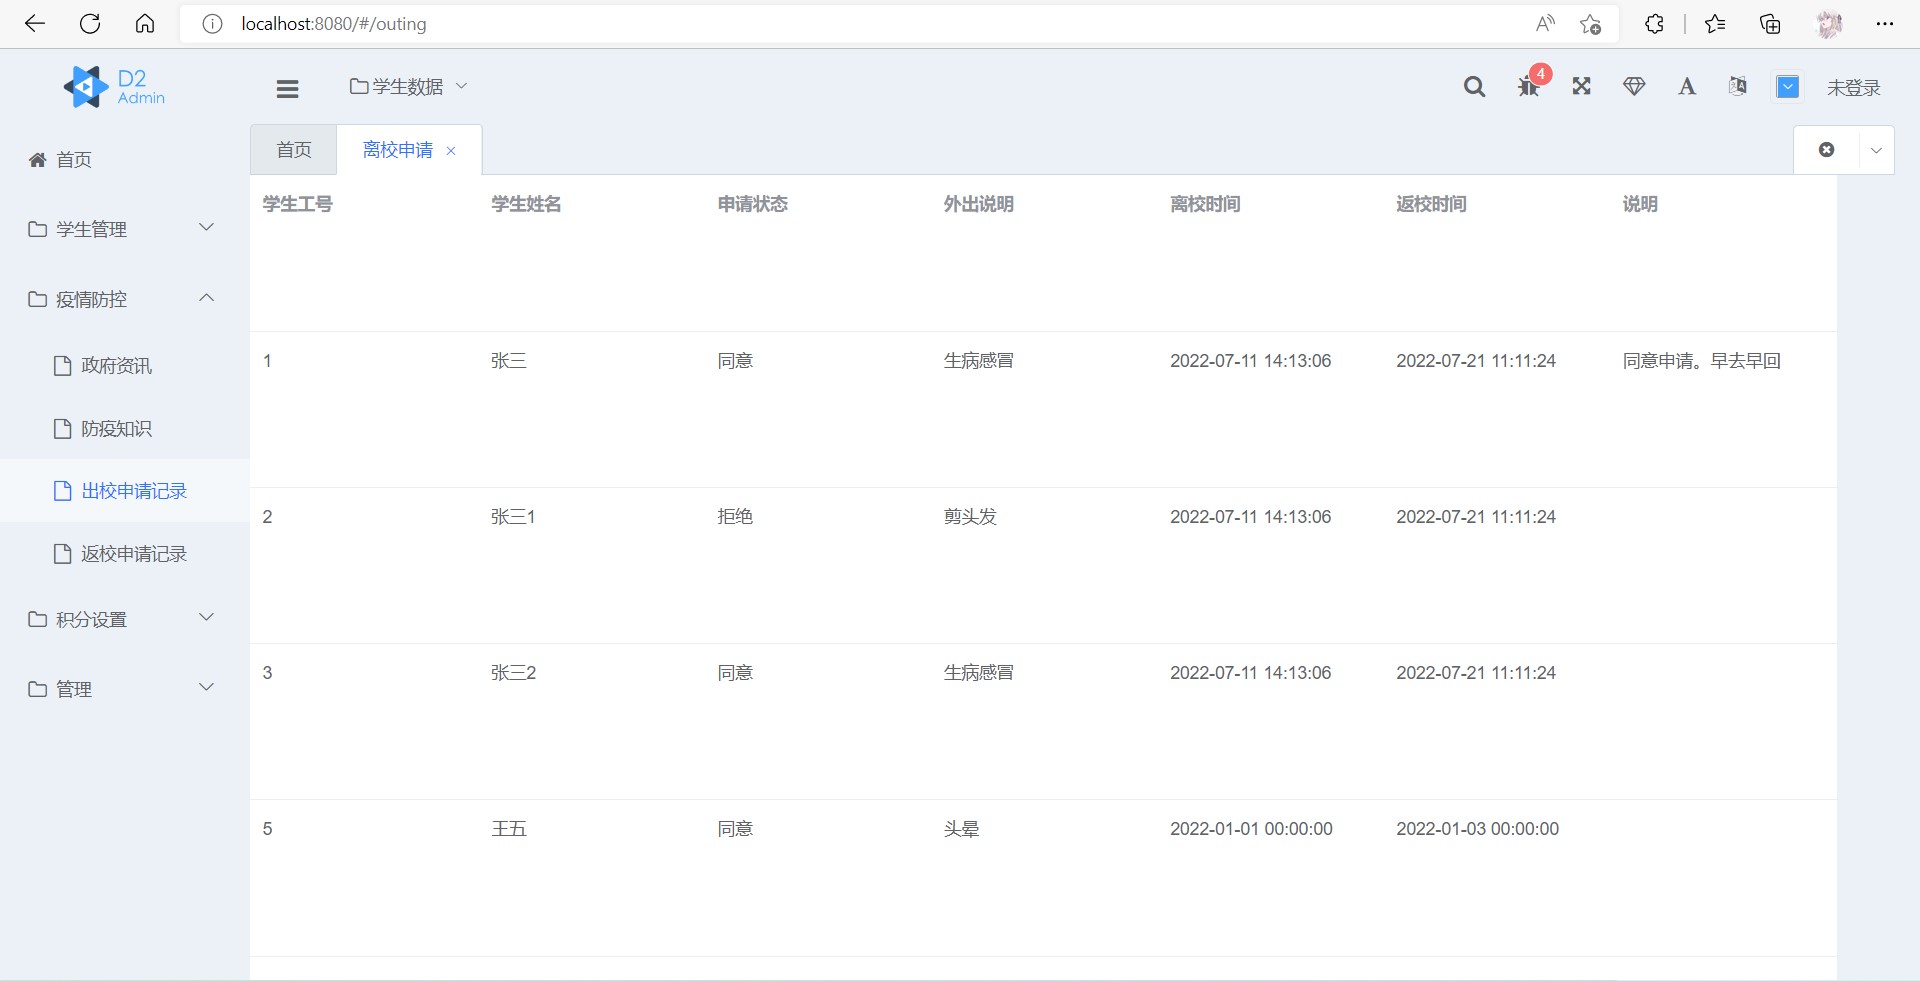 localhost:8080/#/outing
D2
Admin
学生数据
4
未登录
首页
离校申请
首页
学生管理
疫情防控
政府资讯
防疫知识
出校申请记录
返校申请记录
积分设置
管理
学生工号 学生姓名 申请状态 外出说明 离校时间 返校时间 说明
1 张三 同意 生病感冒 2022-07-11 14:13:06 2022-07-21 11:11:24 同意申请。早去早回
2 张三1 拒绝 剪头发 2022-07-11 14:13:06 2022-07-21 11:11:24
3 张三2 同意 生病感冒 2022-07-11 14:13:06 2022-07-21 11:11:24
5 王五 同意 头晕 2022-01-01 00:00:00 2022-01-03 00:00:00